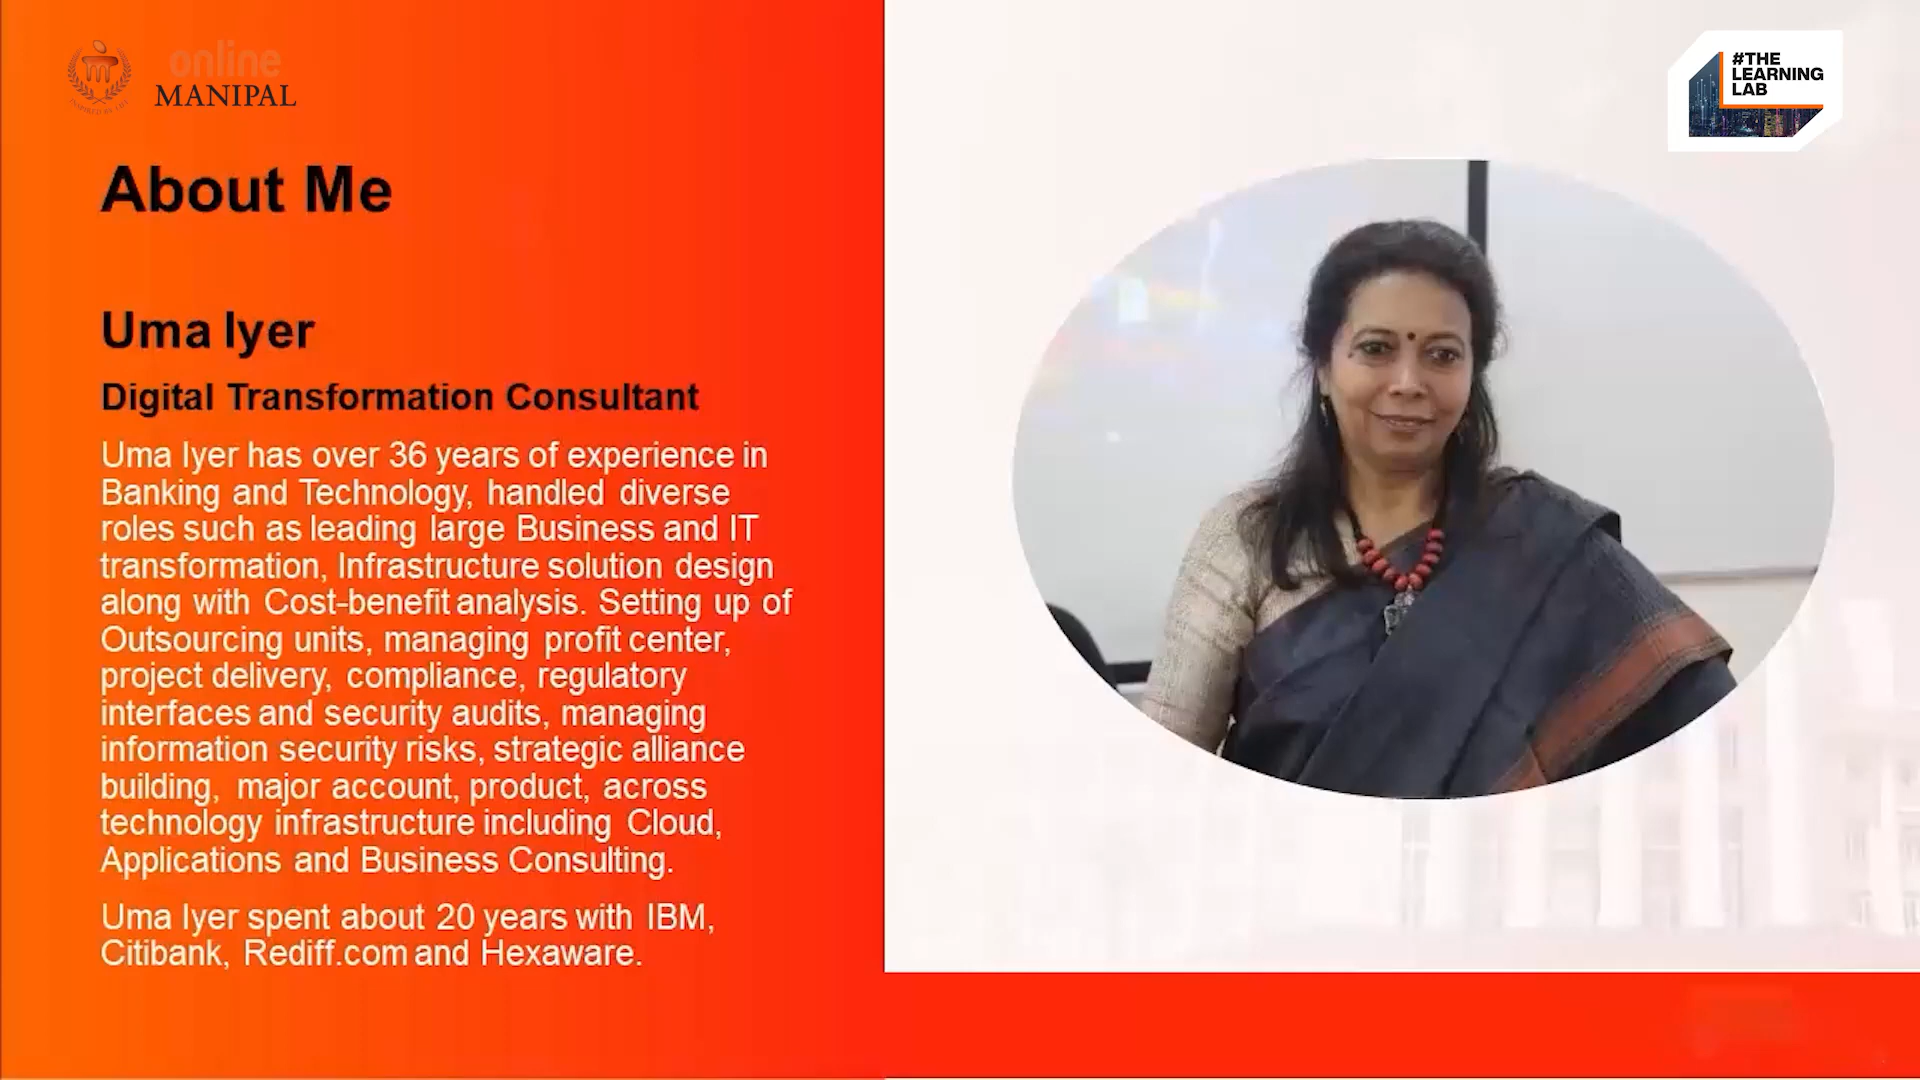 online
MANIPAL
#THE
LEARNING
LAB
About Me
Uma Iyer
Digital Transformation Consultant
Uma Iyer has over 36 years of experience in
Banking and Technology, handled diverse
roles such as leading large Business and IT
transformation, Infrastructure solution design
along with Cost-benefit analysis. Setting up of
Outsourcing units, managing profit center,
project delivery, compliance, regulatory
interfaces and security audits, managing
information security risks, strategic alliance
building, major account, product, across
technology infrastructure including Cloud,
Applications and Business Consulting.
Uma Iyer spent about 20 years with IBM,
Citibank, Rediff.com and Hexaware.